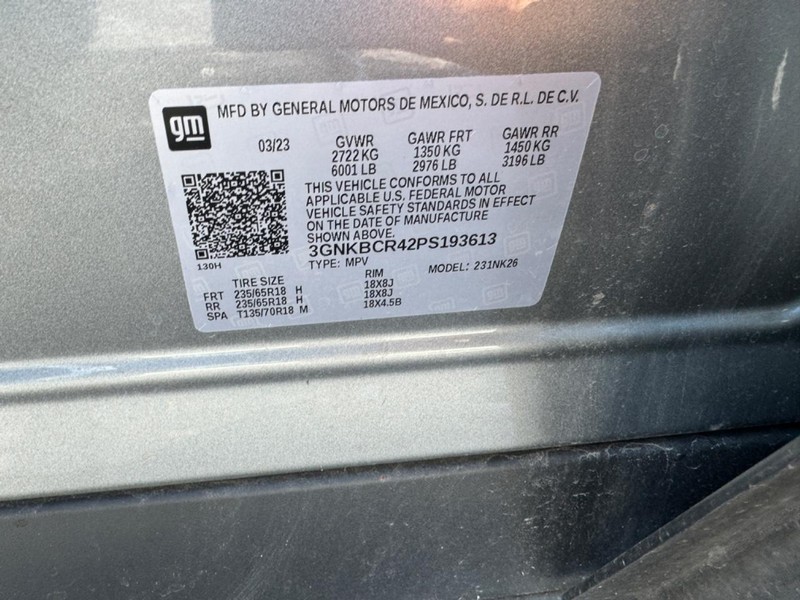 gm
MFD BY GENERAL MOTORS DE MEXICO, S. DE R.L. DE C.V.
03/23 GVWR GAWR FRT GAWR RR
2722 KG 1350 KG 1450 KG
6001 LB 2976 LB 3196 LB
THIS VEHICLE CONFORMS TO ALL
APPLICABLE U.S. FEDERAL MOTOR
VEHICLE SAFETY STANDARDS IN EFFECT
ON THE DATE OF MANUFACTURE
SHOWN ABOVE.
3GNKBCR42PS193613
130H TYPE: MPV MODEL: 231NK26
TIRE SIZE RIM
FRT 235/65R18 H 18X8J
RR 235/65R18 H 18X8J
SPA T135/70R18 M 18X4.5B